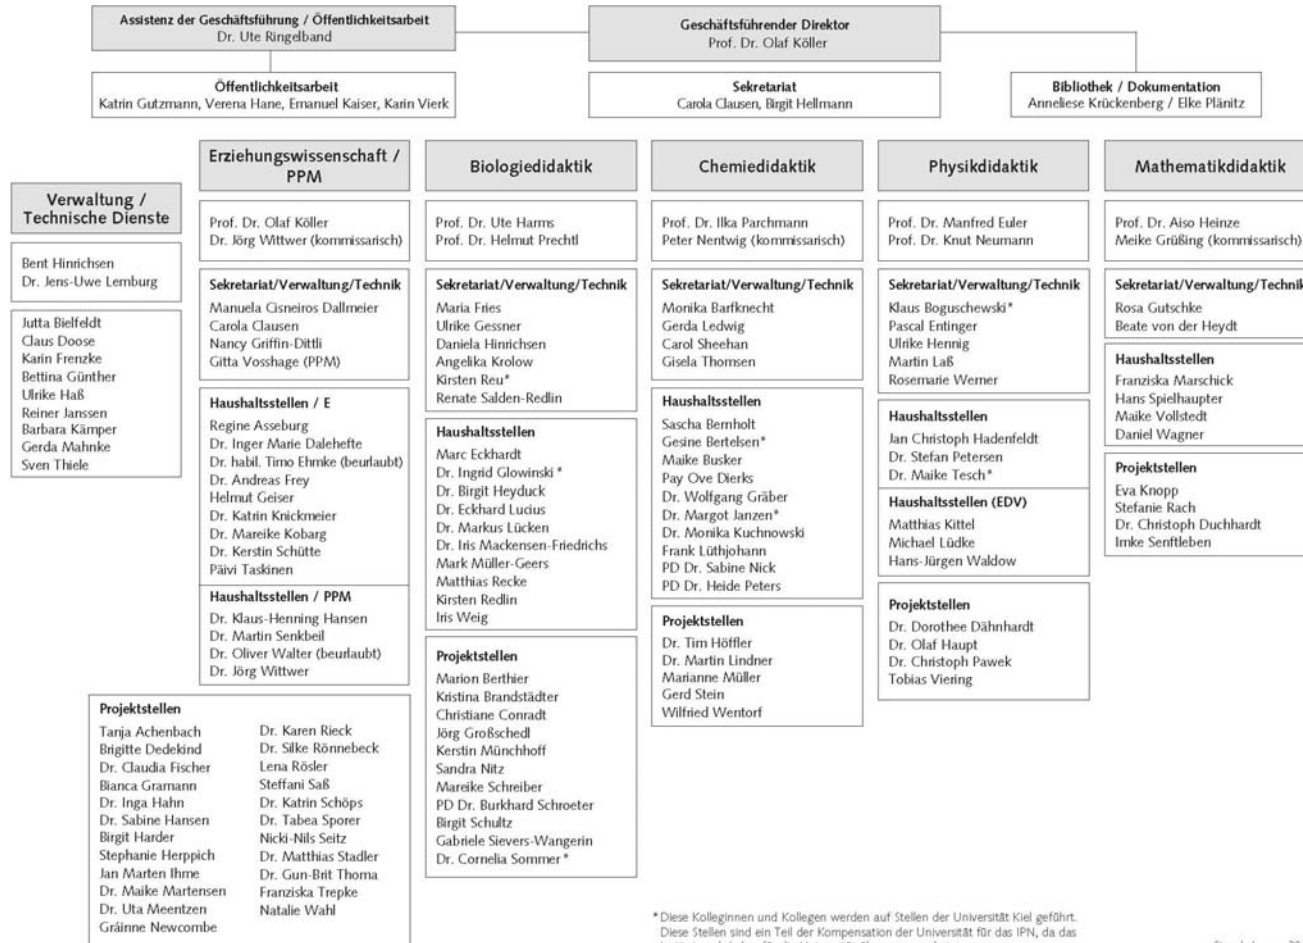 Assistenz der Geschäftsführung / Öffentlichkeitsarbeit
Dr. Ute Ringelband
Geschäftsführender Direktor
Prof. Dr. Olaf Köller
Öffentlichkeitsarbeit
Katrin Gutzmann, Verena Hane, Emanuel Kaiser, Karin Vierk
Sekretariat
Carola Clausen, Birgit Hellmann
Bibliothek / Dokumentation
Anneliese Krückenberg / Elke Plänitz
Verwaltung /
Technische Dienste
Bent Hinrichsen
Dr. Jens-Uwe Lemburg
Jutta Bielfeldt
Claus Doose
Karin Frenzke
Bettina Günther
Ulrike Haß
Reiner Janssen
Barbara Kämper
Gerda Mahnke
Sven Thiele
Erziehungswissenschaft /
PPM
Prof. Dr. Olaf Köller
Dr. Jörg Wittwer (kommissarisch)
Sekretariat/Verwaltung/Technik
Manuela Cisneiros Dallmeier
Carola Clausen
Nancy Griffin-Dittli
Gitta Vosshage (PPM)
Haushaltsstellen / E
Regine Asseburg
Dr. Inger Marie Dalehefte
Dr. habil. Timo Ehmke (beurlaubt)
Dr. Andreas Frey
Helmut Geiser
Dr. Katrin Knickmeier
Dr. Mareike Kobarg
Dr. Kerstin Schütte
Päivi Taskinen
Haushaltsstellen / PPM
Dr. Klaus-Henning Hansen
Dr. Martin Senkbeil
Dr. Oliver Walter (beurlaubt)
Dr. Jörg Wittwer
Projektstellen
Tanja Achenbach
Brigitte Dedekind
Dr. Claudia Fischer
Bianca Gramann
Dr. Inga Hahn
Dr. Sabine Hansen
Birgit Harder
Stephanie Herppich
Jan Marten Ihme
Dr. Maike Martensen
Dr. Uta Meentzen
Gráinne Newcombe
Dr. Karen Rieck
Dr. Silke Rönnebeck
Lena Rösler
Steffani Saß
Dr. Katrin Schöps
Dr. Tabea Sporer
Nicki-Nils Seitz
Dr. Matthias Stadler
Dr. Gun-Brit Thoma
Franziska Trepke
Natalie Wahl
Biologiedidaktik
Prof. Dr. Ute Harms
Prof. Dr. Helmut Prechtl
Sekretariat/Verwaltung/Technik
Maria Fries
Ulrike Gessner
Daniela Hinrichsen
Angelika Krolow
Kirsten Reu*
Renate Salden-Redlin
Haushaltsstellen
Marc Eckhardt
Dr. Ingrid Glowinski *
Dr. Birgit Heyduck
Dr. Eckhard Lucius
Dr. Markus Lücken
Dr. Iris Mackensen-Friedrichs
Mark Müller-Geers
Matthias Recke
Kirsten Redlin
Iris Weig
Projektstellen
Marion Berthier
Kristina Brandstädter
Christiane Conradt
Jörg Großschedl
Kerstin Münchhoff
Sandra Nitz
Mareike Schreiber
PD Dr. Burkhard Schroeter
Birgit Schultz
Gabriele Sievers-Wangerin
Dr. Cornelia Sommer *
Chemiedidaktik
Prof. Dr. Ilka Parchmann
Peter Nentwig (kommissarisch)
Sekretariat/Verwaltung/Technik
Monika Barfknecht
Gerda Ledwig
Carol Sheehan
Gisela Thomsen
Haushaltsstellen
Sascha Bernholt
Gesine Bertelsen*
Maike Busker
Pay Ove Dierks
Dr. Wolfgang Gräber
Dr. Margot Janzen*
Dr. Monika Kuchnowski
Frank Lüthjohann
PD Dr. Sabine Nick
PD Dr. Heide Peters
Projektstellen
Dr. Tim Höffler
Dr. Martin Lindner
Marianne Müller
Gerd Stein
Wilfried Wentorf
Physikdidaktik
Prof. Dr. Manfred Euler
Prof. Dr. Knut Neumann
Sekretariat/Verwaltung/Technik
Klaus Boguschewski*
Pascal Entinger
Ulrike Hennig
Martin Laß
Rosemarie Werner
Haushaltsstellen
Jan Christoph Hadenfeldt
Dr. Stefan Petersen
Dr. Maike Tesch*
Haushaltsstellen (EDV)
Matthias Kittel
Michael Lüdke
Hans-Jürgen Waldow
Projektstellen
Dr. Dorothee Dähnhardt
Dr. Olaf Haupt
Dr. Christoph Pawek
Tobias Viering
Mathematikdidaktik
Prof. Dr. Aiso Heinze
Meike Grüßing (kommissarisch)
Sekretariat/Verwaltung/Technik
Rosa Gutschke
Beate von der Heydt
Haushaltsstellen
Franziska Marschick
Hans Spielhaupter
Maike Vollstedt
Daniel Wagner
Projektstellen
Eva Knopp
Stefanie Rach
Dr. Christoph Duchhardt
Imke Senftleben
* Diese Kolleginnen und Kollegen werden auf Stellen der Universität Kiel geführt.
Diese Stellen sind ein Teil der Kompensation der Universität für das IPN, da das